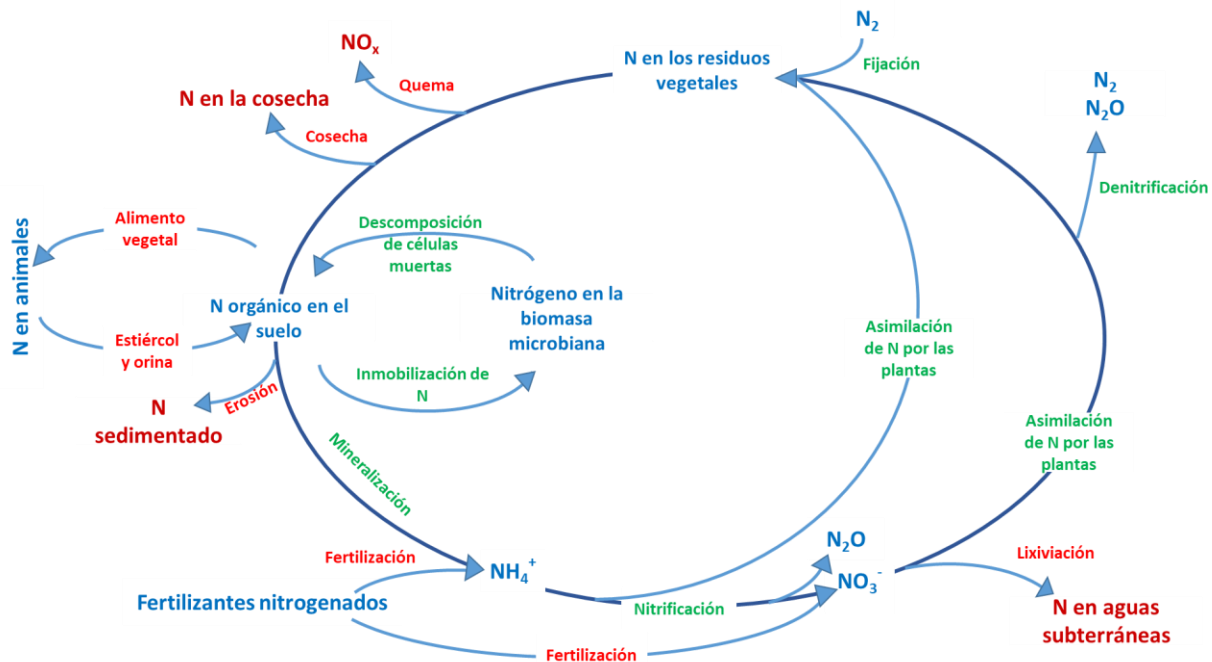 N₂
NOₓ
N en los residuos
vegetales
Fijación
Quema
N en la cosecha
N₂
N₂O
Cosecha
Denitrificación
Alimento
vegetal
Descomposición
de células
muertas
N en animales
N orgánico en el
suelo
Nitrógeno en la
biomasa
microbiana
Estiércol
y orina
Asimilación
de N por las
plantas
Inmobilización de
N
Erosión
N
sedimentado
Asimilación
de N por las
plantas
Mineralización
Fertilización
NH₄⁺
N₂O
Lixiviación
NO₃⁻
Fertilizantes nitrogenados
Nitrificación
N en aguas
subterráneas
Fertilización